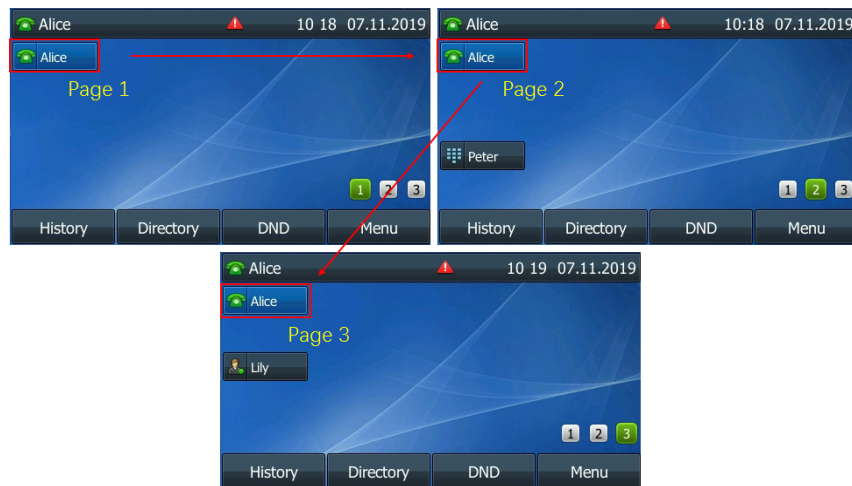 Alice 10 18 07.11.2019
Alice
Page 1
1 2 3
History Directory DND Menu
Alice 10:18 07.11.2019
Alice
Page 2
Peter
1 2 3
History Directory DND Menu
Alice 10 19 07.11.2019
Alice
Page 3
Lily
1 2 3
History Directory DND Menu